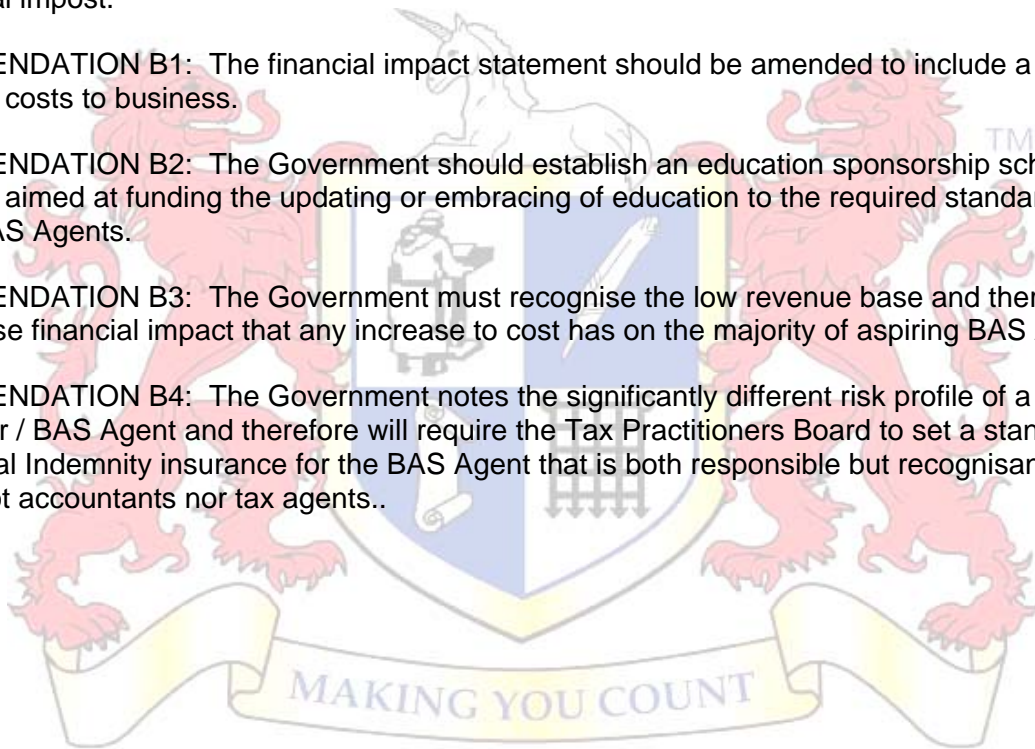 al impost.
ENDATION B1: The financial impact statement should be amended to include a
costs to business.
ENDATION B2: The Government should establish an education sponsorship sch
aimed at funding the updating or embracing of education to the required standa
AS Agents.
ENDATION B3: The Government must recognise the low revenue base and ther
se financial impact that any increase to cost has on the majority of aspiring BAS
ENDATION B4: The Government notes the significantly different risk profile of a
r / BAS Agent and therefore will require the Tax Practitioners Board to set a stan
al Indemnity insurance for the BAS Agent that is both responsible but recognisan
ot accountants nor tax agents..
TM
MAKING YOU COUNT